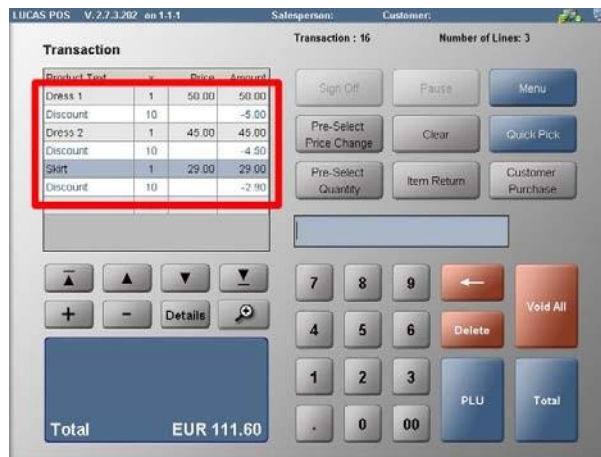 LUCAS POS V.2.7.3.202 on 1-1-1 Salesperson: Customer:
Transaction
Transaction : 16 Number of Lines: 3
Product Text x Price Amount
Dress 1 1 50.00 50.00
Discount 10 -5.00
Dress 2 1 45.00 45.00
Discount 10 -4.50
Skirt 1 29.00 29.00
Discount 10 -2.90
Sign Off Pause Menu
Pre-Select
Price Change
Clear Quick Pick
Pre-Select
Quantity
Item Return
Customer
Purchase
+ - Details
7 8 9
Void All
4 5 6 Delete
1 2 3
PLU Total
. 0 00
Total EUR 111.60